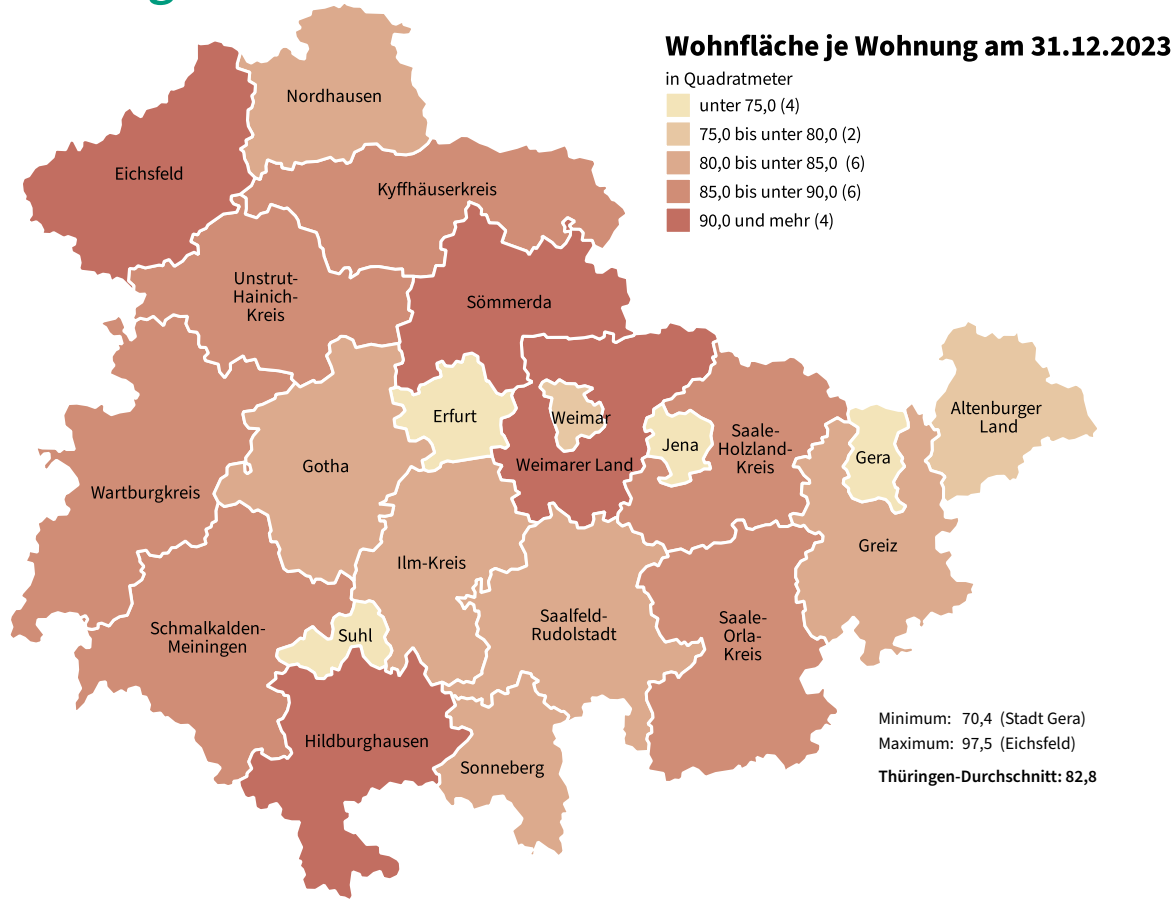 g
Wohnfläche je Wohnung am 31.12.2023
in Quadratmeter
unter 75,0 (4)
75,0 bis unter 80,0 (2)
80,0 bis unter 85,0 (6)
85,0 bis unter 90,0 (6)
90,0 und mehr (4)
Nordhausen
Eichsfeld
Kyffhäuserkreis
Unstrut-
Hainich-
Kreis
Sömmerda
Erfurt
Weimar
Weimarer Land
Jena
Saale-
Holzland-
Kreis
Gera
Altenburger
Land
Gotha
Wartburgkreis
Greiz
Ilm-Kreis
Saalfeld-
Rudolstadt
Saale-
Orla-
Kreis
Schmalkalden-
Meiningen
Suhl
Hildburghausen
Sonneberg
Minimum: 70,4 (Stadt Gera)
Maximum: 97,5 (Eichsfeld)
Thüringen-Durchschnitt: 82,8